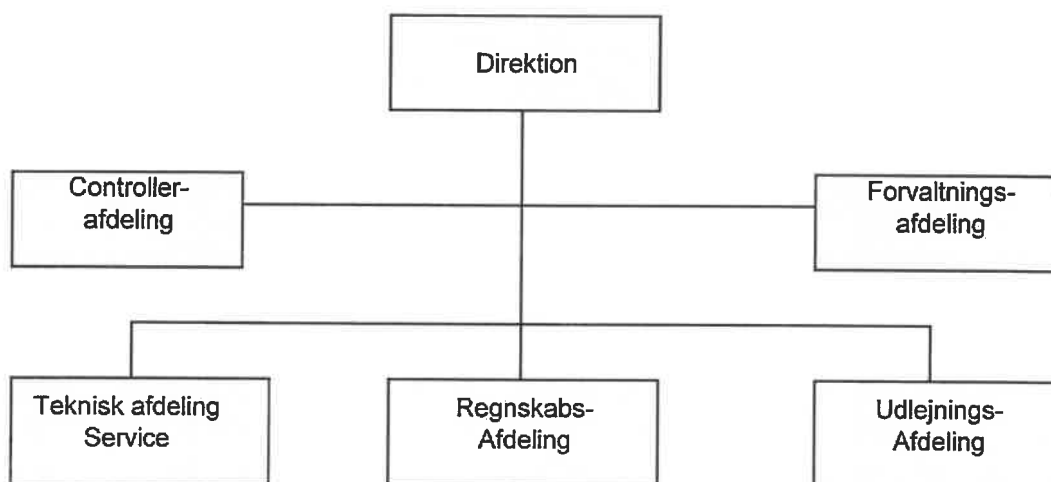 Direktion
Controller-
afdeling
Forvaltnings-
afdeling
Teknisk afdeling
Service
Regnskabs-
Afdeling
Udlejnings-
Afdeling